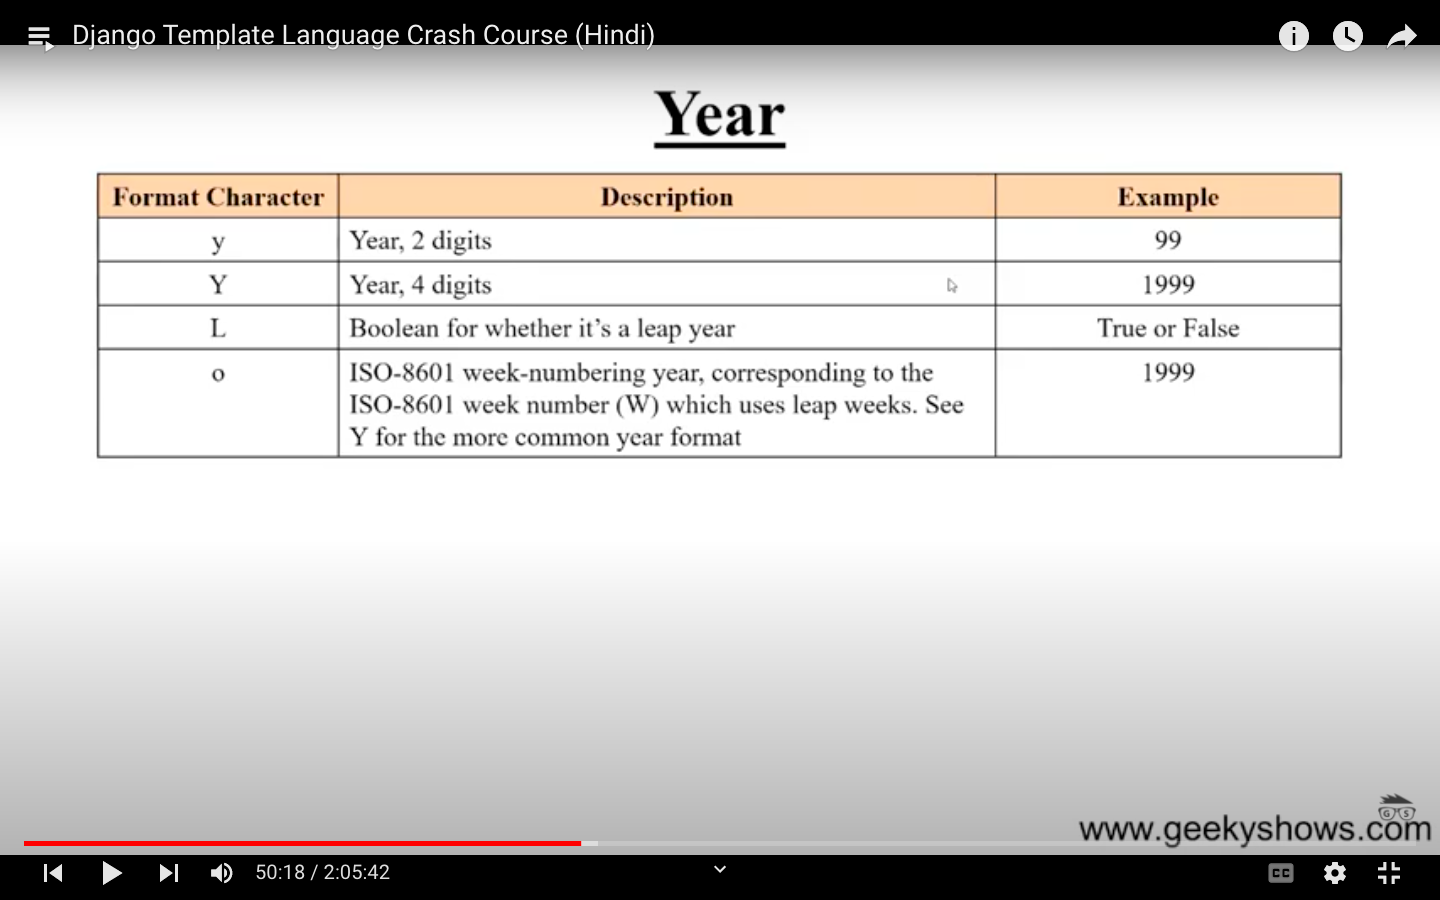 Django Template Language Crash Course (Hindi)
Year
Format Character Description Example
y Year, 2 digits 99
Y Year, 4 digits 1999
L Boolean for whether it's a leap year True or False
o ISO-8601 week-numbering year, corresponding to the 1999
ISO-8601 week number (W) which uses leap weeks. See
Y for the more common year format
GS
www.geekyshows.com
50:18 / 2:05:42
CC